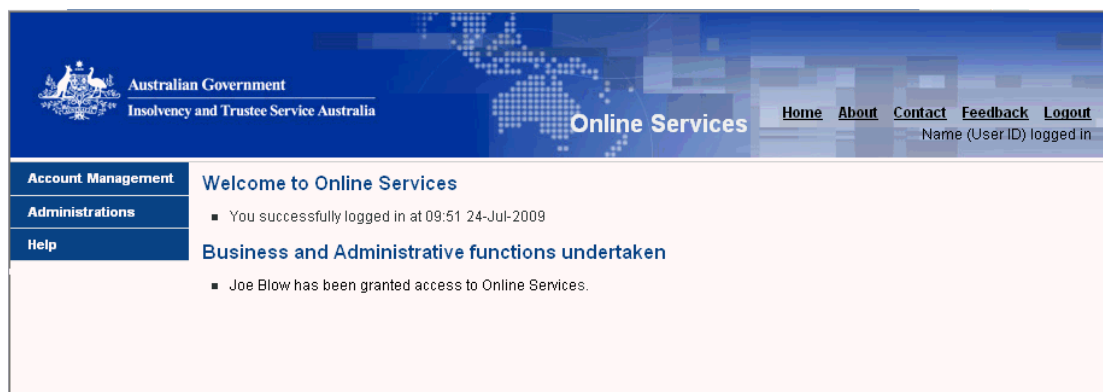 Australian Government
Insolvency and Trustee Service Australia
Online Services
Home About Contact Feedback Logout
Name (User ID) logged in
Account Management
Administrations
Help
Welcome to Online Services
You successfully logged in at 09:51 24-Jul-2009
Business and Administrative functions undertaken
Joe Blow has been granted access to Online Services.